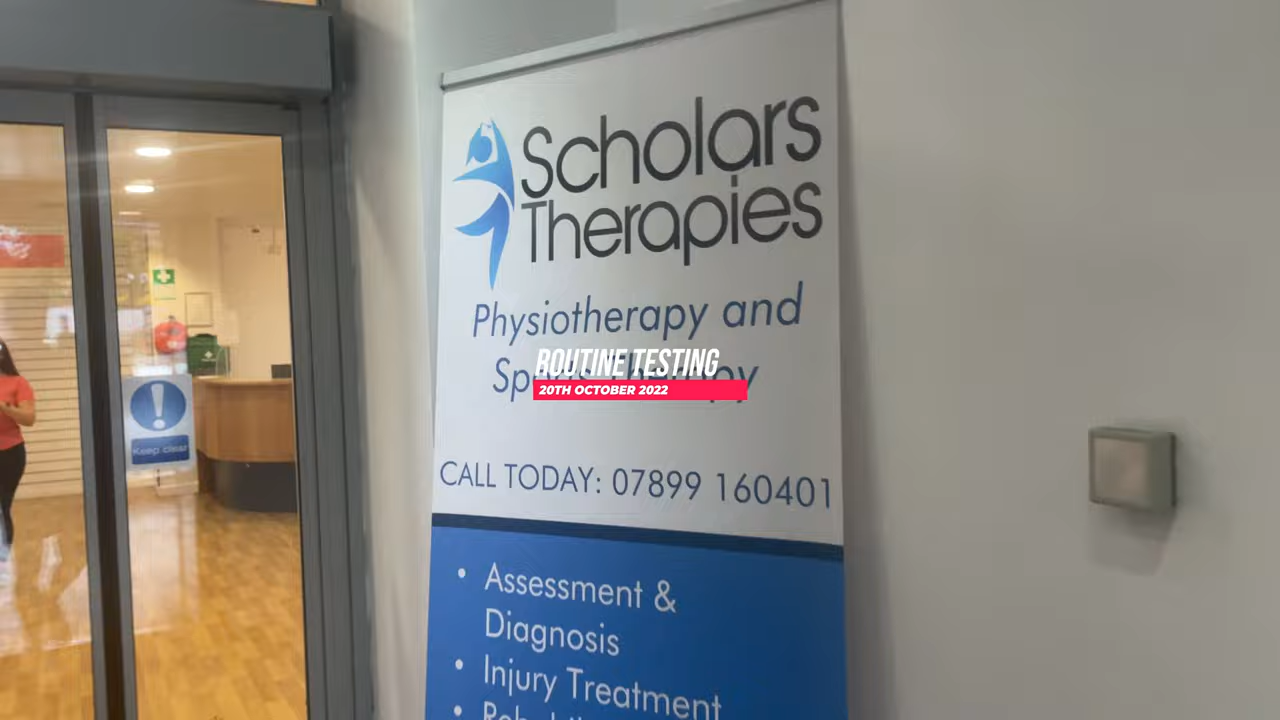 Scholars
Therapies
Physiotherapy and
ROUTINE TESTING
20TH OCTOBER 2022
CALL TODAY: 07899 160401
Keep clear
• Assessment &
Diagnosis
• Injury Treatment